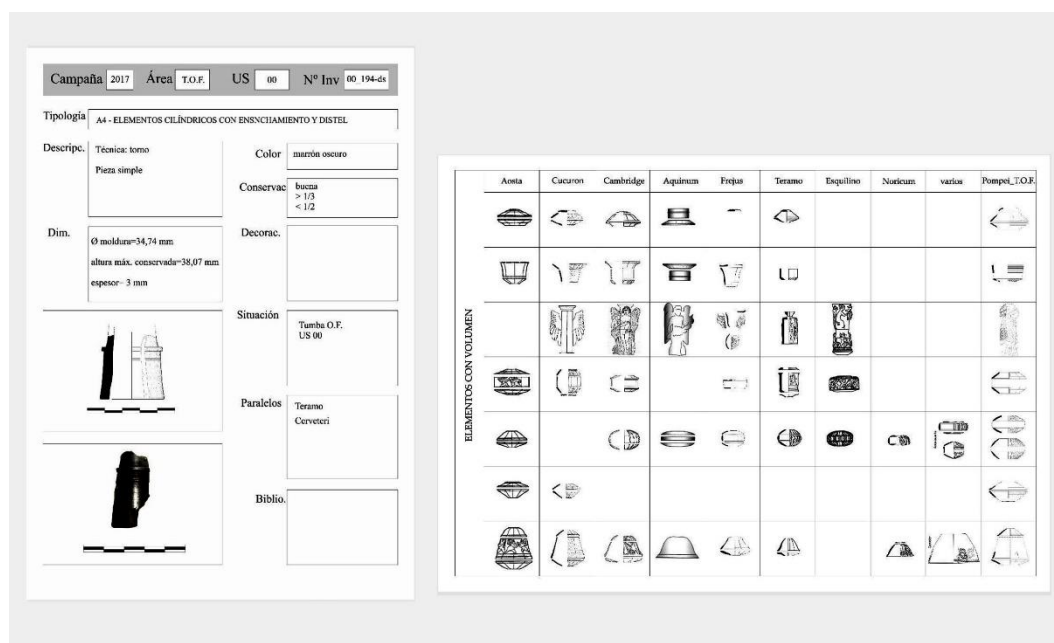 Campaña 2017 Área T.O.F. US 00 Nº Inv 00_194-ds
Tipología A4 - ELEMENTOS CILÍNDRICOS CON ENSNCHAMIENTO Y DISTEL
Descripc. Técnica: torno
Pieza simple
Color marrón oscuro
Conservac buena
> 1/3
< 1/2
Dim. Ø moldura=34,74 mm
altura máx. conservada=38,07 mm
espesor= 3 mm
Decorac.
Situación Tumba O.F.
US 00
Paralelos Teramo
Cerveteri
Biblio.
Aosta Cucuron Cambridge Aquinum Frejus Teramo Esquilino Noricum varios Pompei_T.O.F.
ELEMENTOS CON VOLUMEN